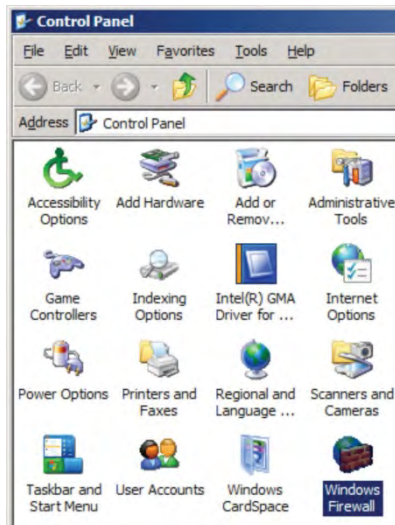 Control Panel
File Edit View Favorites Tools Help
Back Search Folders
Address Control Panel
Accessibility Options
Add Hardware
Add or Remov...
Administrative Tools
Game Controllers
Indexing Options
Intel(R) GMA Driver for ...
Internet Options
Power Options
Printers and Faxes
Regional and Language ...
Scanners and Cameras
Taskbar and Start Menu
User Accounts
Windows CardSpace
Windows Firewall